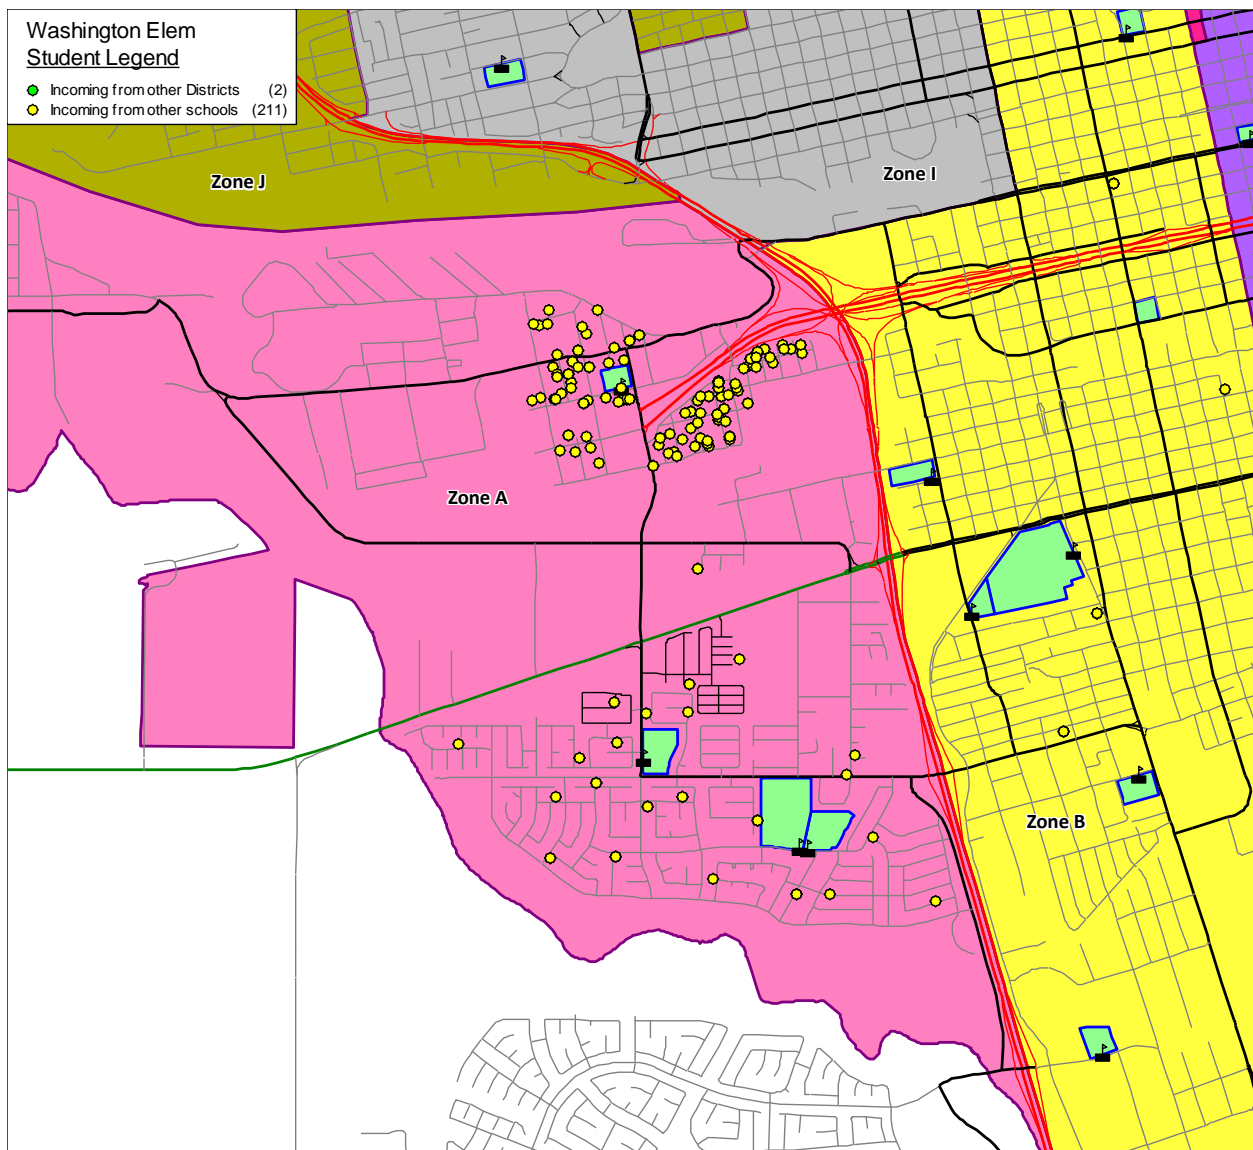 Washington Elem
Student Legend
Incoming from other Districts (2)
Incoming from other schools (211)
Zone J
Zone I
Zone A
Zone B